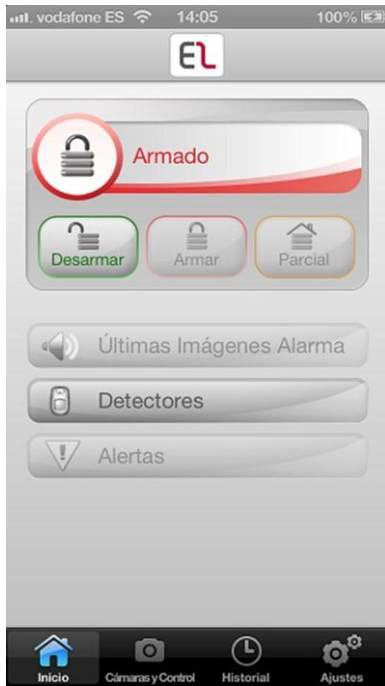 vodafone ES 14:05 100%
EL
Armado
Desarmar Armar Parcial
Últimas Imágenes Alarma
Detectores
Alertas
Inicio Cámaras y Control Historial Ajustes